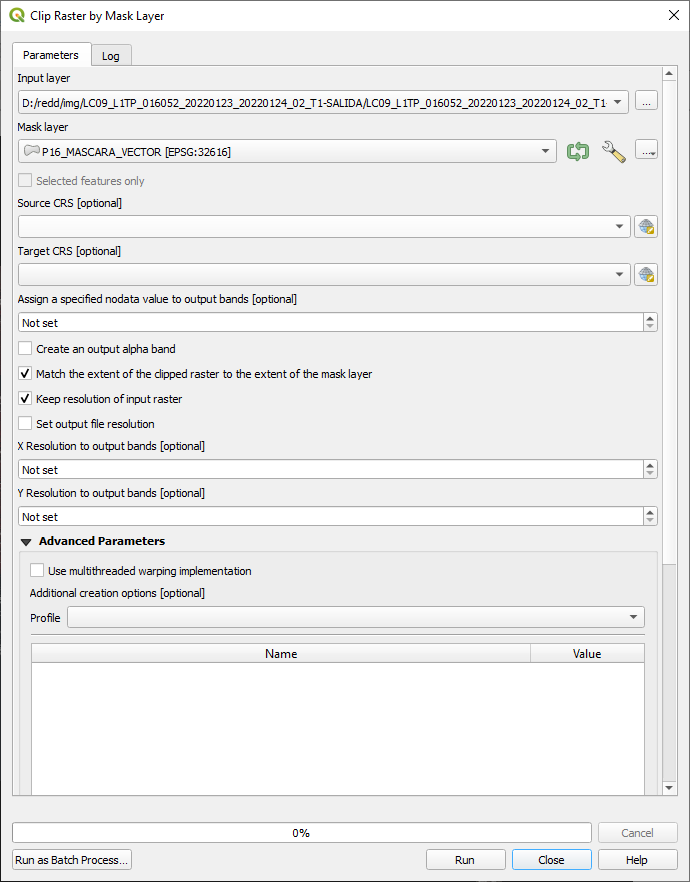 Clip Raster by Mask Layer
Parameters
Log
Input layer
D:/redd/img/LC09_L1TP_016052_20220123_20220124_02_T1-SALIDA/LC09_L1TP_016052_20220123_20220124_02_T1-
...
Mask layer
P16_MASCARA_VECTOR [EPSG:32616]
...
Selected features only
Source CRS [optional]
Target CRS [optional]
Assign a specified nodata value to output bands [optional]
Not set
Create an output alpha band
Match the extent of the clipped raster to the extent of the mask layer
Keep resolution of input raster
Set output file resolution
X Resolution to output bands [optional]
Not set
Y Resolution to output bands [optional]
Not set
Advanced Parameters
Use multithreaded warping implementation
Additional creation options [optional]
Profile
Name Value
0%
Cancel
Run as Batch Process...
Run
Close
Help